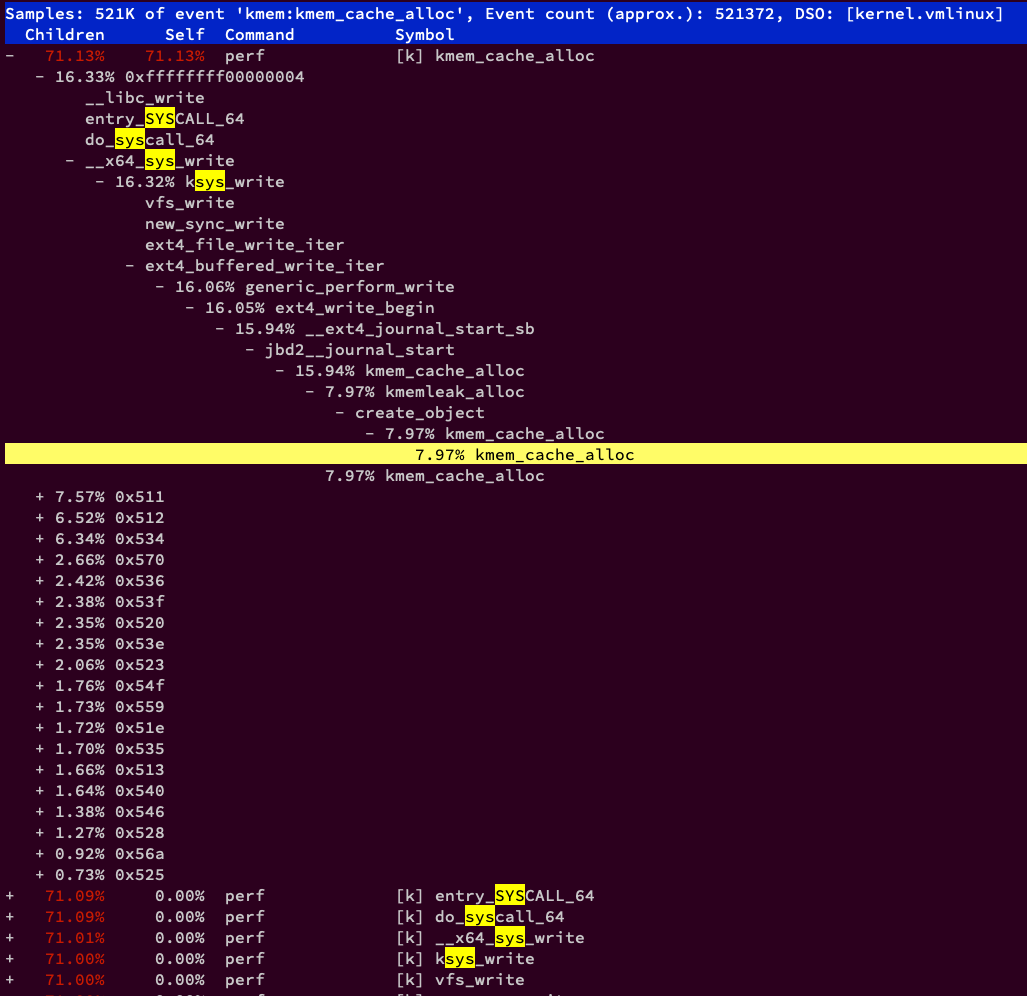 Samples: 521K of event 'kmem:kmem_cache_alloc', Event count (approx.): 521372, DSO: [kernel.vmlinux]
Children Self Command Symbol
- 71.13% 71.13% perf [k] kmem_cache_alloc
- 16.33% 0xffffffff00000004
__libc_write
entry_SYSCALL_64
do_syscall_64
- __x64_sys_write
- 16.32% ksys_write
vfs_write
new_sync_write
ext4_file_write_iter
- ext4_buffered_write_iter
- 16.06% generic_perform_write
- 16.05% ext4_write_begin
- 15.94% __ext4_journal_start_sb
- jbd2__journal_start
- 15.94% kmem_cache_alloc
- 7.97% kmemleak_alloc
- create_object
- 7.97% kmem_cache_alloc
7.97% kmem_cache_alloc
7.97% kmem_cache_alloc
+ 7.57% 0x511
+ 6.52% 0x512
+ 6.34% 0x534
+ 2.66% 0x570
+ 2.42% 0x536
+ 2.38% 0x53f
+ 2.35% 0x520
+ 2.35% 0x53e
+ 2.06% 0x523
+ 1.76% 0x54f
+ 1.73% 0x559
+ 1.72% 0x51e
+ 1.70% 0x535
+ 1.66% 0x513
+ 1.64% 0x540
+ 1.38% 0x546
+ 1.27% 0x528
+ 0.92% 0x56a
+ 0.73% 0x525
+ 71.09% 0.00% perf [k] entry_SYSCALL_64
+ 71.09% 0.00% perf [k] do_syscall_64
+ 71.01% 0.00% perf [k] __x64_sys_write
+ 71.00% 0.00% perf [k] ksys_write
+ 71.00% 0.00% perf [k] vfs_write